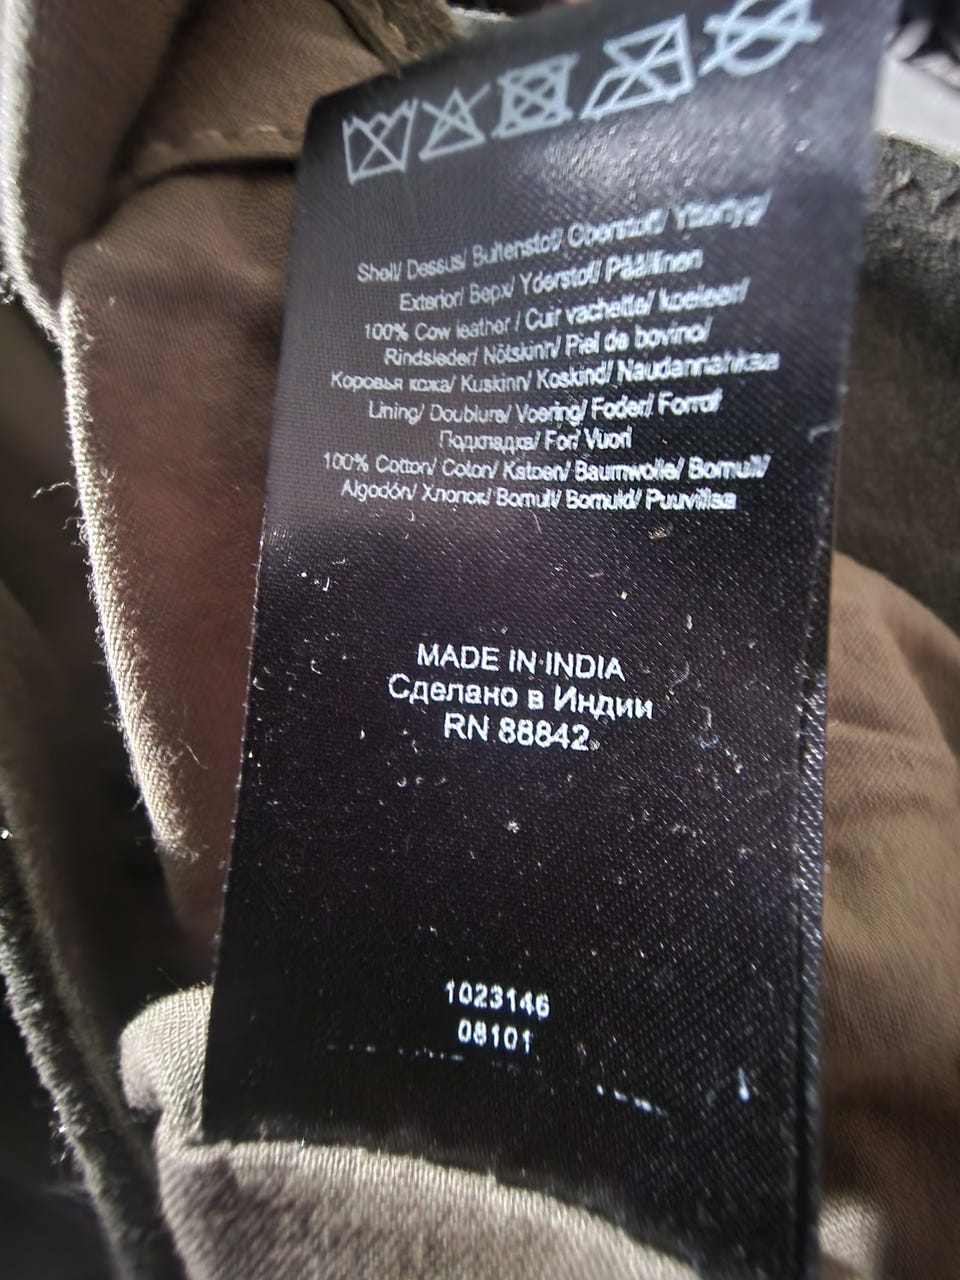 Shell/ Dessus/ Buitenstof/ Oberstoff/ Yttertyg/
Exterior/ Верх/ Yderstof/ Päällinen
100% Cow leather / Cuir vachette/ koeleer/
Rindsleder/ Nötskinn/ Piel de bovino/
Коровья кожа/ Kuskinn/ Koskind/ Naudannahkaa
Lining/ Doublure/ Voering/ Foder/ Forro/
Подкладка/ For/ Vuori
100% Cotton/ Coton/ Katoen/ Baumwolle/ Bomull/
Algodón/ Хлопок/ Bomull/ Bomuld/ Puuvillaa
MADE IN INDIA
Сделано в Индии
RN 88842
1023146
08101